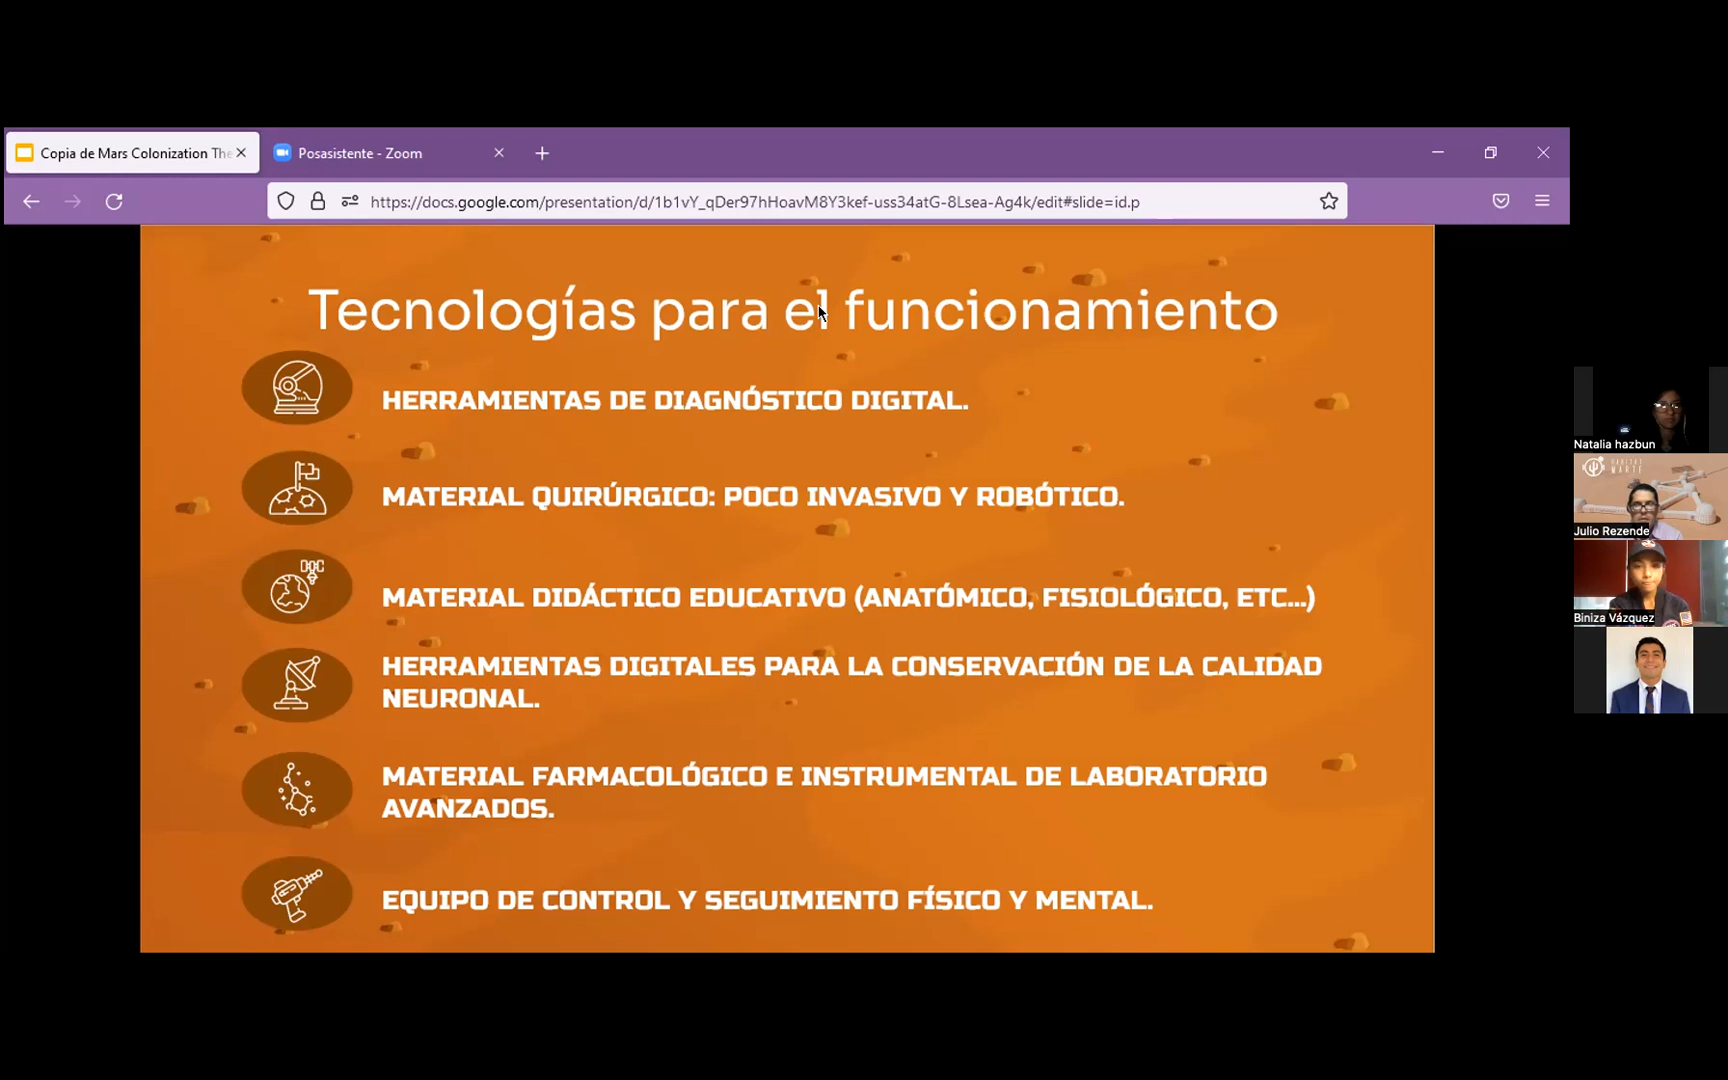 Copia de Mars Colonization The
Posasistente - Zoom
https://docs.google.com/presentation/d/1b1vY_qDer97hHoavM8Y3kef-uss34atG-8Lsea-Ag4k/edit#slide=id.p
Tecnologías para el funcionamiento
HERRAMIENTAS DE DIAGNÓSTICO DIGITAL.
MATERIAL QUIRÚRGICO: POCO INVASIVO Y ROBÓTICO.
MATERIAL DIDÁCTICO EDUCATIVO (ANATÓMICO, FISIOLÓGICO, ETC...)
HERRAMIENTAS DIGITALES PARA LA CONSERVACIÓN DE LA CALIDAD
NEURONAL.
MATERIAL FARMACOLÓGICO E INSTRUMENTAL DE LABORATORIO
AVANZADOS.
EQUIPO DE CONTROL Y SEGUIMIENTO FÍSICO Y MENTAL.
Natalia hazbun
HABITAT
MARTE
Julio Rezende
Biniza Vázquez